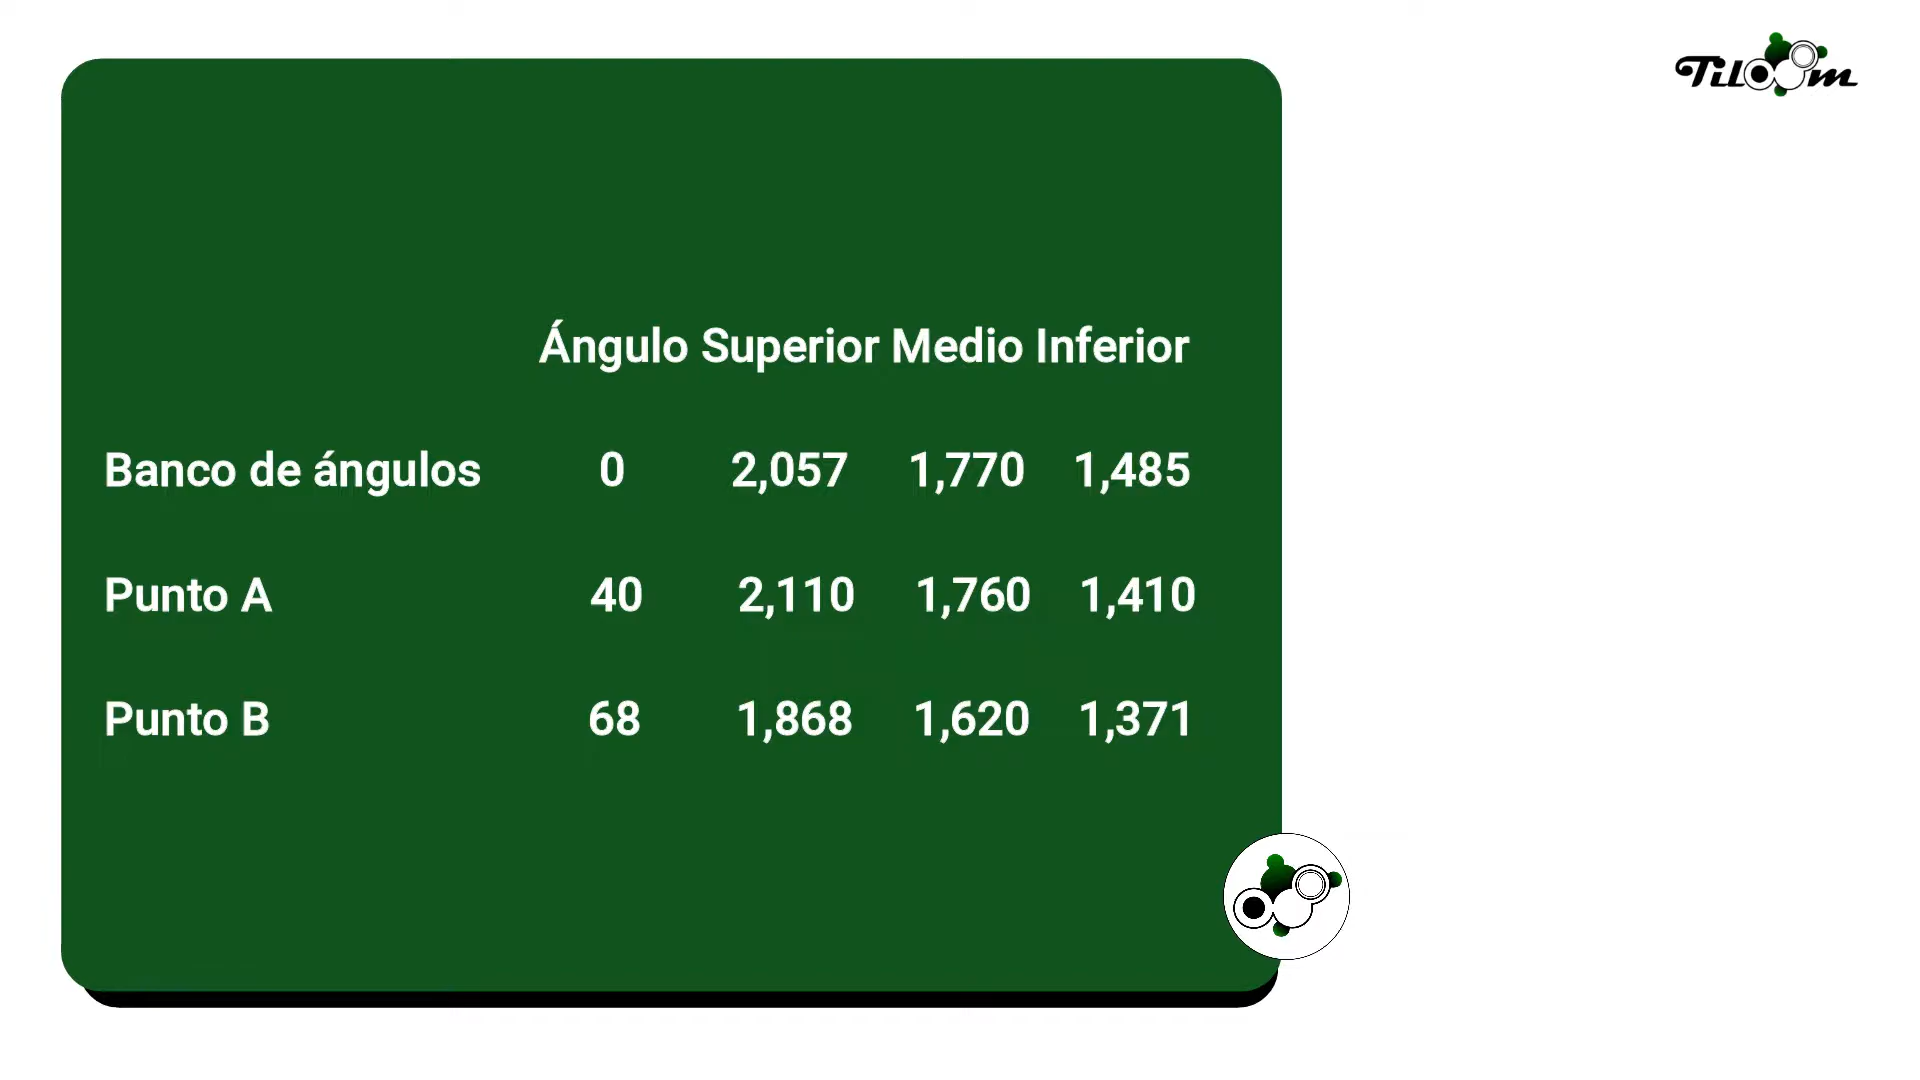 Tiloom
Ángulo Superior Medio Inferior
Banco de ángulos 0 2,057 1,770 1,485
Punto A 40 2,110 1,760 1,410
Punto B 68 1,868 1,620 1,371